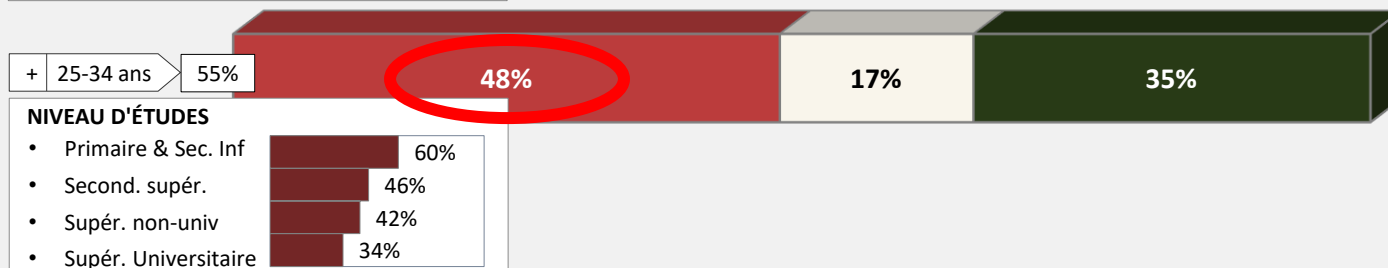 + 25-34 ans 55%
48% 17% 35%
NIVEAU D'ÉTUDES
• Primaire & Sec. Inf 60%
• Second. supér. 46%
• Supér. non-univ 42%
• Supér. Universitaire 34%